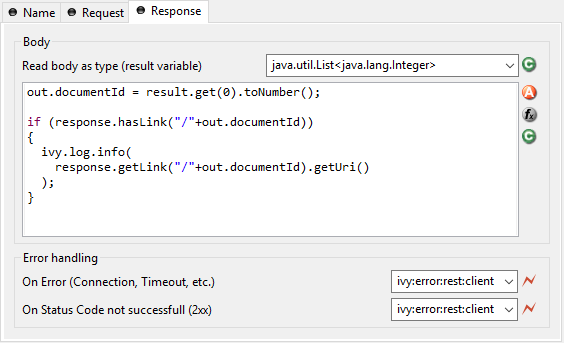 Name Request Response
Body
Read body as type (result variable) java.util.List<java.lang.Integer>
out.documentId = result.get(0).toNumber();
if (response.hasLink("/"+out.documentId))
{
ivy.log.info(
response.getLink("/"+out.documentId).getUri()
);
}
Error handling
On Error (Connection, Timeout, etc.) ivy:error:rest:client
On Status Code not successfull (2xx) ivy:error:rest:client